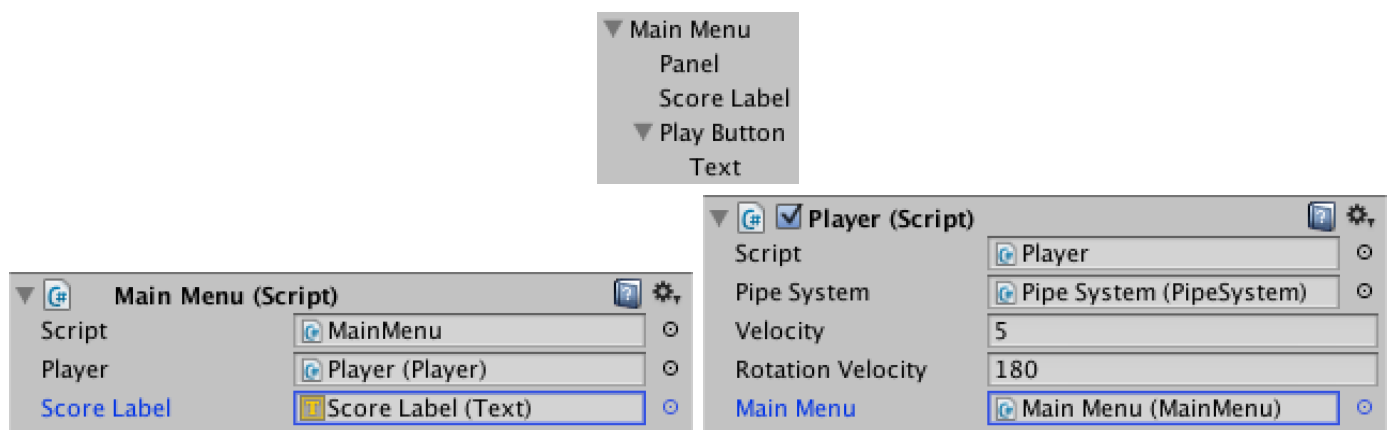 Main Menu
Panel
Score Label
Play Button
Text
Main Menu (Script)
Script MainMenu
Player Player (Player)
Score Label Score Label (Text)
Player (Script)
Script Player
Pipe System Pipe System (PipeSystem)
Velocity 5
Rotation Velocity 180
Main Menu Main Menu (MainMenu)